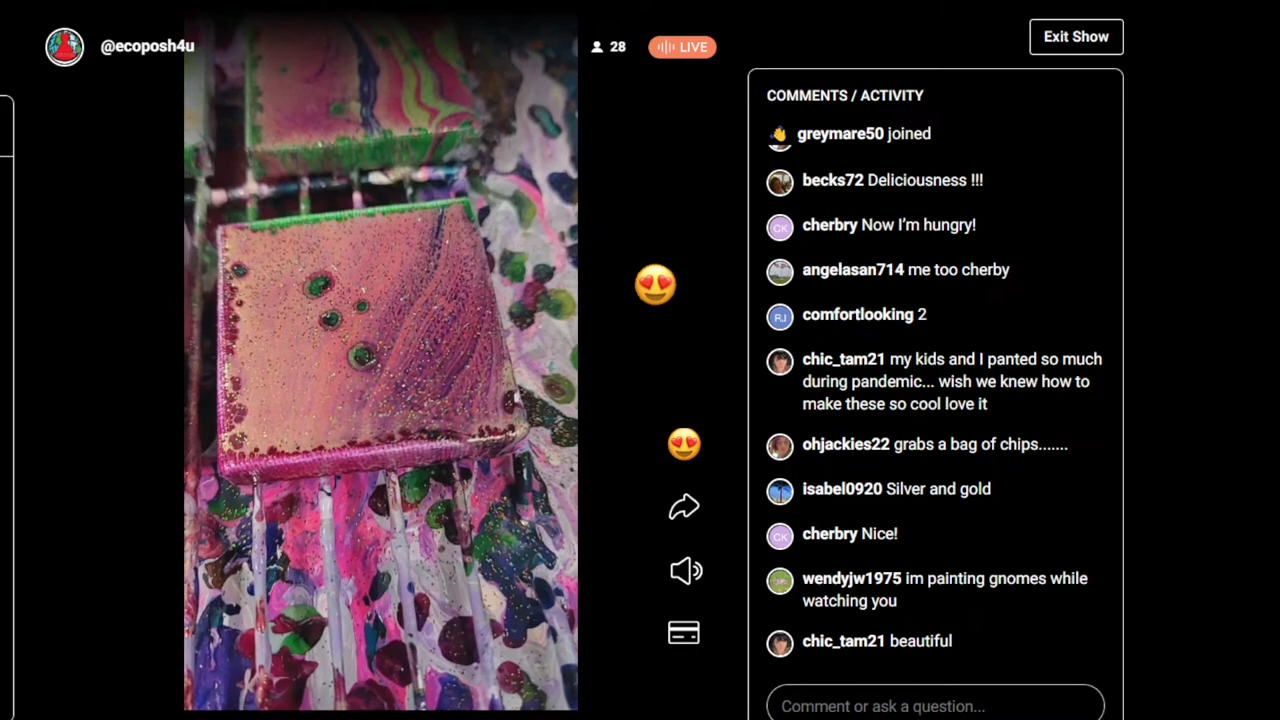 @ecoposh4u
28
LIVE
Exit Show
COMMENTS / ACTIVITY
greymare50 joined
becks72 Deliciousness !!!
CK
cherbry Now I'm hungry!
angelasan714 me too cherby
RJ
comfortlooking 2
chic_tam21 my kids and I panted so much
during pandemic... wish we knew how to
make these so cool love it
ohjackies22 grabs a bag of chips.......
isabel0920 Silver and gold
CK
cherbry Nice!
wendyjw1975 im painting gnomes while
watching you
chic_tam21 beautiful
Comment or ask a question...